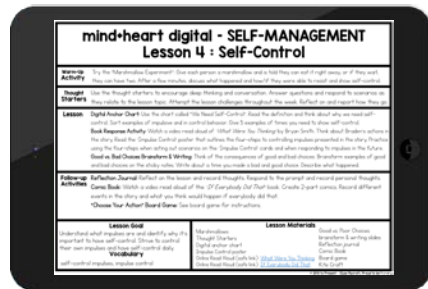 mind+heart digital - SELF-MANAGEMENT
Lesson 4 : Self-Control
Warm-Up Activity
Try the "Marshmallow Experiment". Give each person a marshmallow and is told they can eat it right away, or if they wait,
they can have two. After a few minutes, discuss what happened and how/if they were able to resist and show self-control.
Thought Starters
Use the thought starters to encourage deep thinking and conversation. Answer questions and respond to scenarios as
they relate to the topic. Attempt the lesson challenges throughout the week. Reflect on and report how they go.
Lesson
Digital Anchor Chart: Use the chart called "We Need Self-Control". Read the definition and think about why we need self-
control. Sort examples of impulsive and in control behavior. Give 3 examples of times you need to show self-control.
Book Response Activity: Watch a video read aloud of "What Were You Thinking" by Bryan Smith. Think about Braden's actions in
the story. Read the "Impulse Control" poster that outlines the four steps to controlling impulses presented in the story. Practice
using the four-steps when acting out scenarios on the "Impulse Control" cards and when responding to impulses in the future.
Good vs. Bad Choices Brainstorm & Writing: Think of the consequences of good and bad choices. Brainstorm examples of good
and bad choices on the sticky notes. Write about a time you made a bad and good choice. Describe what happened.
Follow-up Activities
Reflection Journal: Reflect on the lesson and record thoughts. Respond to the prompt and record personal thoughts.
Comic Book: Watch a video read aloud of the "If Everybody Did That" book. Create 2-part comics. Record different
events in the story and what you think would happen if everybody did that.
*Choose Your Action* Board Game: See board game for instructions.
Lesson Goal
Understand what impulses are and identify why it's
important to have self-control. Strive to control
their own impulses and have self-control daily.
Vocabulary
self-control, impulses, impulse control
Lesson Materials
Marshmallows
Thought Starters
Digital anchor chart
Impulse Control poster
Online Read Aloud (safe link): What Were You Thinking
Online Read Aloud (safe link): If Everybody Did That
Good vs. Poor Choices
brainstorm & writing slides
Reflection journal
Comic Book
Board game
Kite Craft